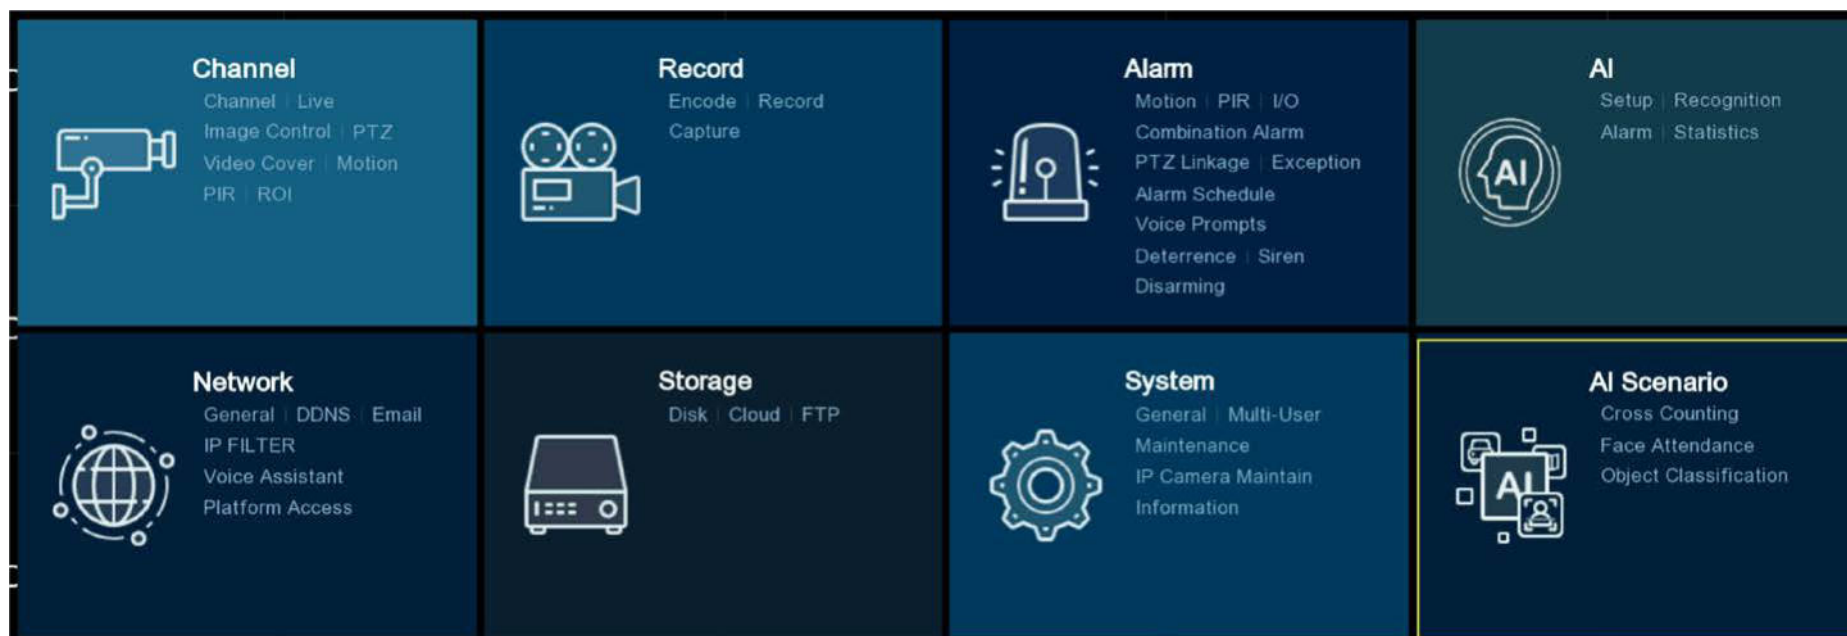 Channel
Channel | Live
Image Control | PTZ
Video Cover | Motion
PIR | ROI
Record
Encode | Record
Capture
Alarm
Motion | PIR | I/O
Combination Alarm
PTZ Linkage | Exception
Alarm Schedule
Voice Prompts
Deterrence | Siren
Disarming
AI
Setup | Recognition
Alarm | Statistics
AI
Network
General | DDNS | Email
IP FILTER
Voice Assistant
Platform Access
Storage
Disk | Cloud | FTP
System
General | Multi-User
Maintenance
IP Camera Maintain
Information
AI Scenario
Cross Counting
Face Attendance
Object Classification
AI